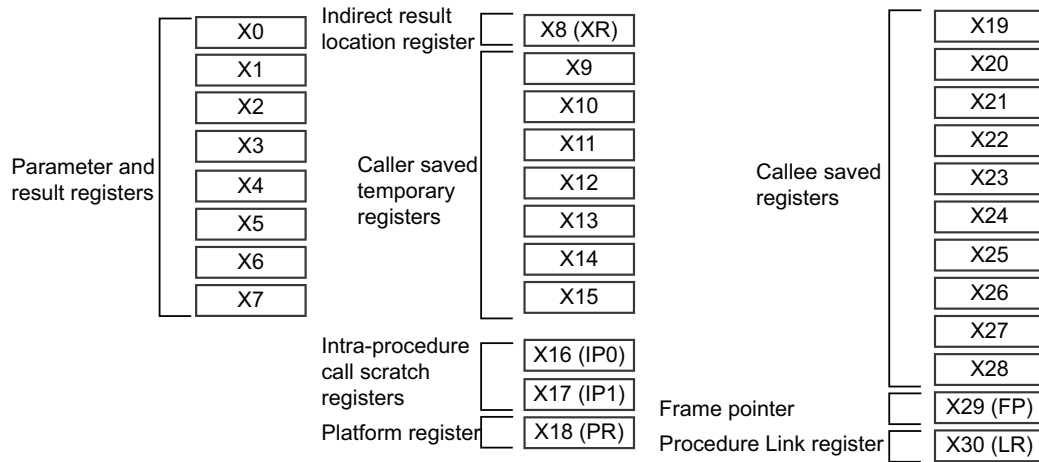 Parameter and
result registers
X0
X1
X2
X3
X4
X5
X6
X7
Indirect result
location register
X8 (XR)
Caller saved
temporary
registers
X9
X10
X11
X12
X13
X14
X15
Intra-procedure
call scratch
registers
X16 (IP0)
X17 (IP1)
Platform register
X18 (PR)
Callee saved
registers
X19
X20
X21
X22
X23
X24
X25
X26
X27
X28
Frame pointer
X29 (FP)
Procedure Link register
X30 (LR)